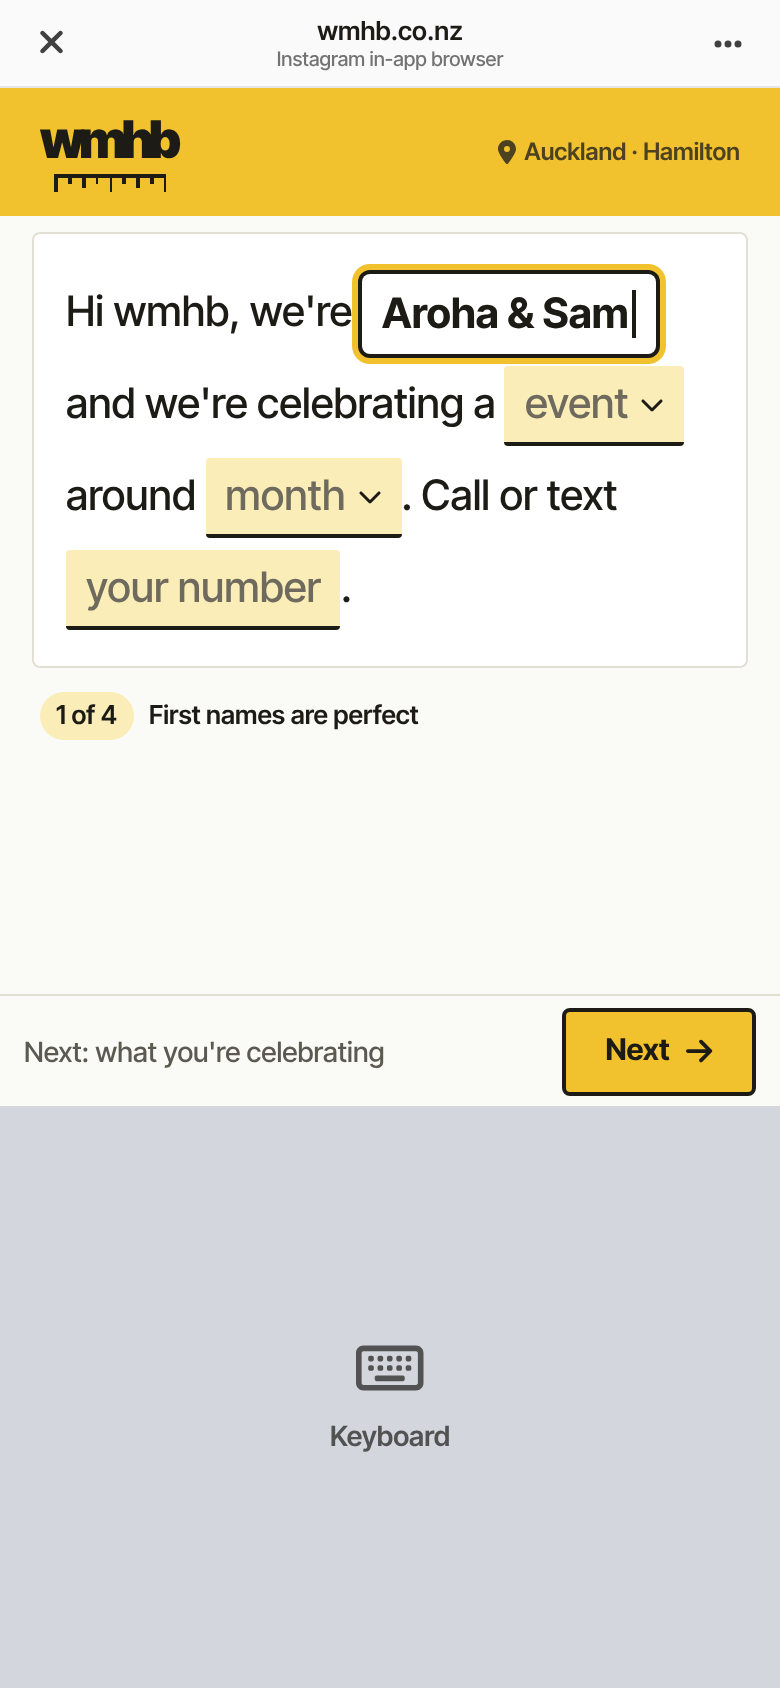 wmhb.co.nz
Instagram in-app browser
wmhb
Auckland · Hamilton
Hi wmhb, we're Aroha & Sam
and we're celebrating a event
around month . Call or text
your number .
1 of 4 First names are perfect
Next: what you're celebrating
Next →
Keyboard